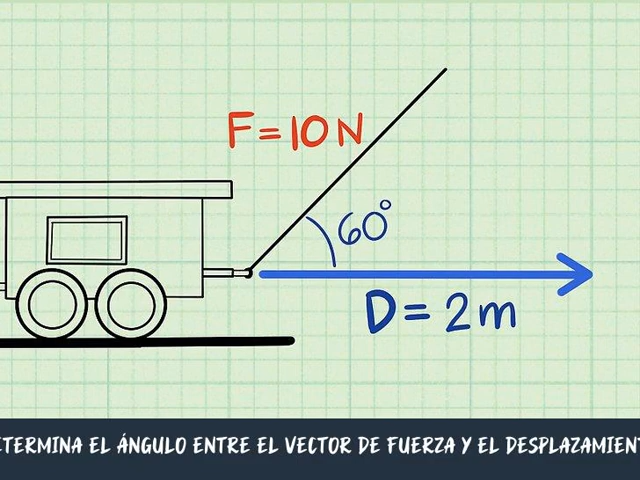 F=10N
60°
D=2m
ETERMINA EL ÁNGULO ENTRE EL VECTOR DE FUERZA Y EL DESPLAZAMIENT